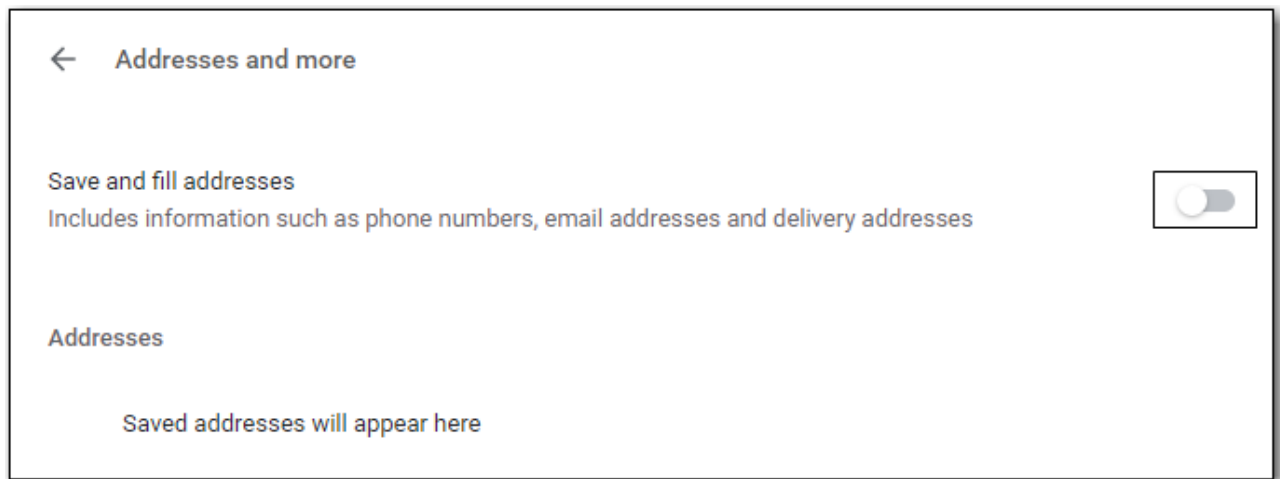 Addresses and more
Save and fill addresses
Includes information such as phone numbers, email addresses and delivery addresses
Addresses
Saved addresses will appear here